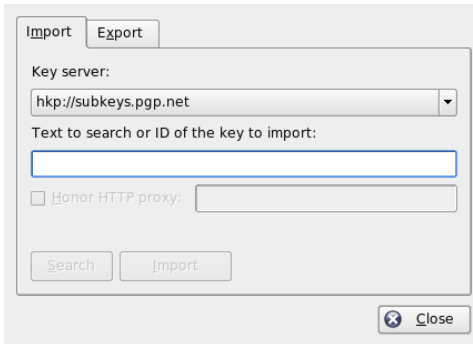 Import Export
Key server:
hkp://subkeys.pgp.net
Text to search or ID of the key to import:
Honor HTTP proxy:
Search Import
Close